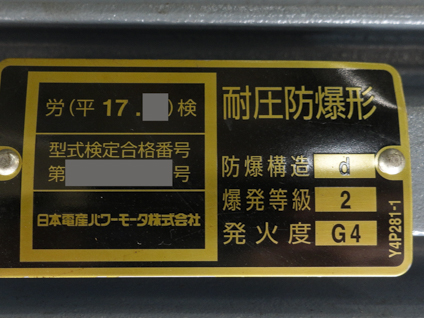 労(平17.)検
型式検定合格番号
第 号
日本電産パワーモータ株式会社
耐圧防爆形
防爆構造 d
爆発等級 2
発火度 G4
Y4P281-1